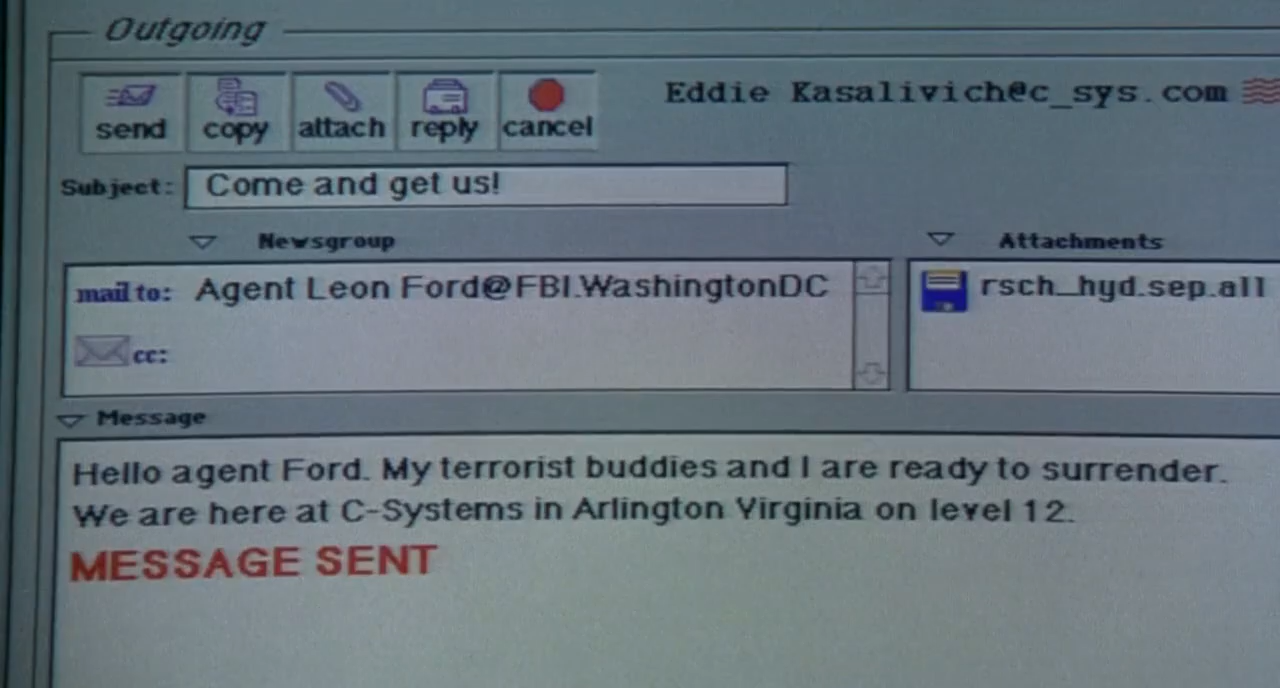 Outgoing
send copy attach reply cancel
Eddie Kasalivich@c_sys.com
Subject: Come and get us!
Newsgroup
Attachments
mail to: Agent Leon Ford@FBI.WashingtonDC
rsch_hyd.sep.all
cc:
Message
Hello agent Ford. My terrorist buddies and I are ready to surrender.
We are here at C-Systems in Arlington Virginia on level 12.
MESSAGE SENT